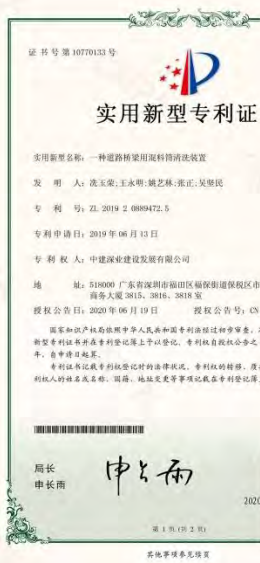 证书号第10770133号
实用新型专利证
实用新型名称：一种道路桥梁用混料筒清洗装置
发明人：冼玉荣;王永明;姚艺林;张正;吴贤民
专利号：ZL 2019 2 0889472.5
专利申请日：2019年06月13日
专利权人：中建深业建设发展有限公司
地址：518000 广东省深圳市福田区福保街道保税区市
商务大厦3815、3816、3818室
授权公告日：2020年06月19日 授权公告号：CN
国家知识产权局依照中华人民共和国专利法经过初步审查，
新型专利证书并在专利登记簿上予以登记。专利权自授权公告之
年，自申请日起算。
专利证书记载专利权登记时的法律状况。专利权的转移、质
利权人的姓名或名称、国籍、地址变更等事项记载在专利登记簿
局长
申长雨
申长雨
2020
第1页(共2页)
其他事项参见续页